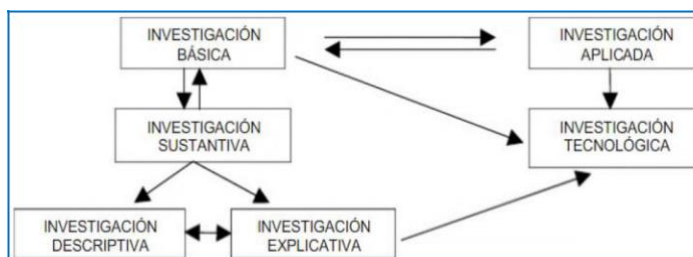 INVESTIGACIÓN
BÁSICA
INVESTIGACIÓN
APLICADA
INVESTIGACIÓN
SUSTANTIVA
INVESTIGACIÓN
TECNOLÓGICA
INVESTIGACIÓN
DESCRIPTIVA
INVESTIGACIÓN
EXPLICATIVA